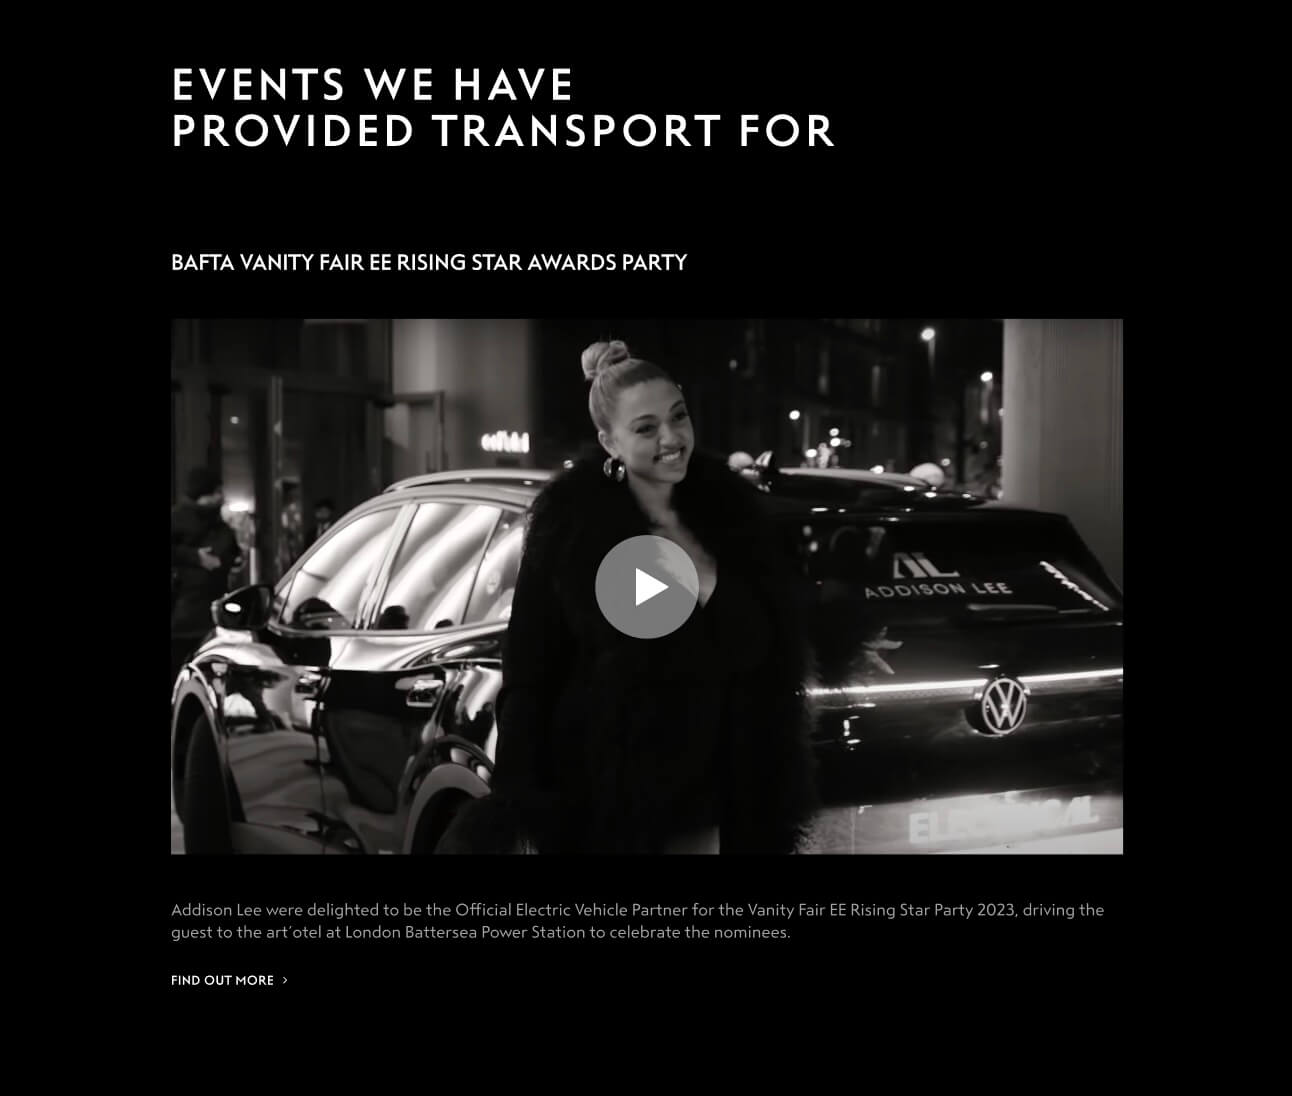 EVENTS WE HAVE
PROVIDED TRANSPORT FOR
BAFTA VANITY FAIR EE RISING STAR AWARDS PARTY
AL
ADDISON LEE
Addison Lee were delighted to be the Official Electric Vehicle Partner for the Vanity Fair EE Rising Star Party 2023, driving the
guest to the art´otel at London Battersea Power Station to celebrate the nominees.
FIND OUT MORE >